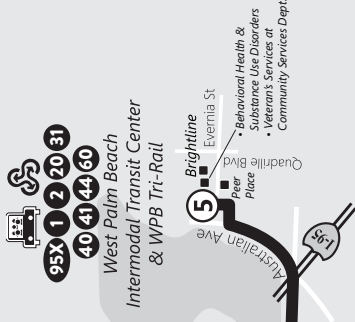 95X 1 2 20 31
40 41 44 60
West Palm Beach
Intermodal Transit Center
& WPB Tri-Rail
5
Brightline
Evernia St
• Behavioral Health &
Substance Use Disorders
• Veteran's Services at
Community Services Dept.
Peer
Place
Quadrille Blvd
Australian Ave
I-95